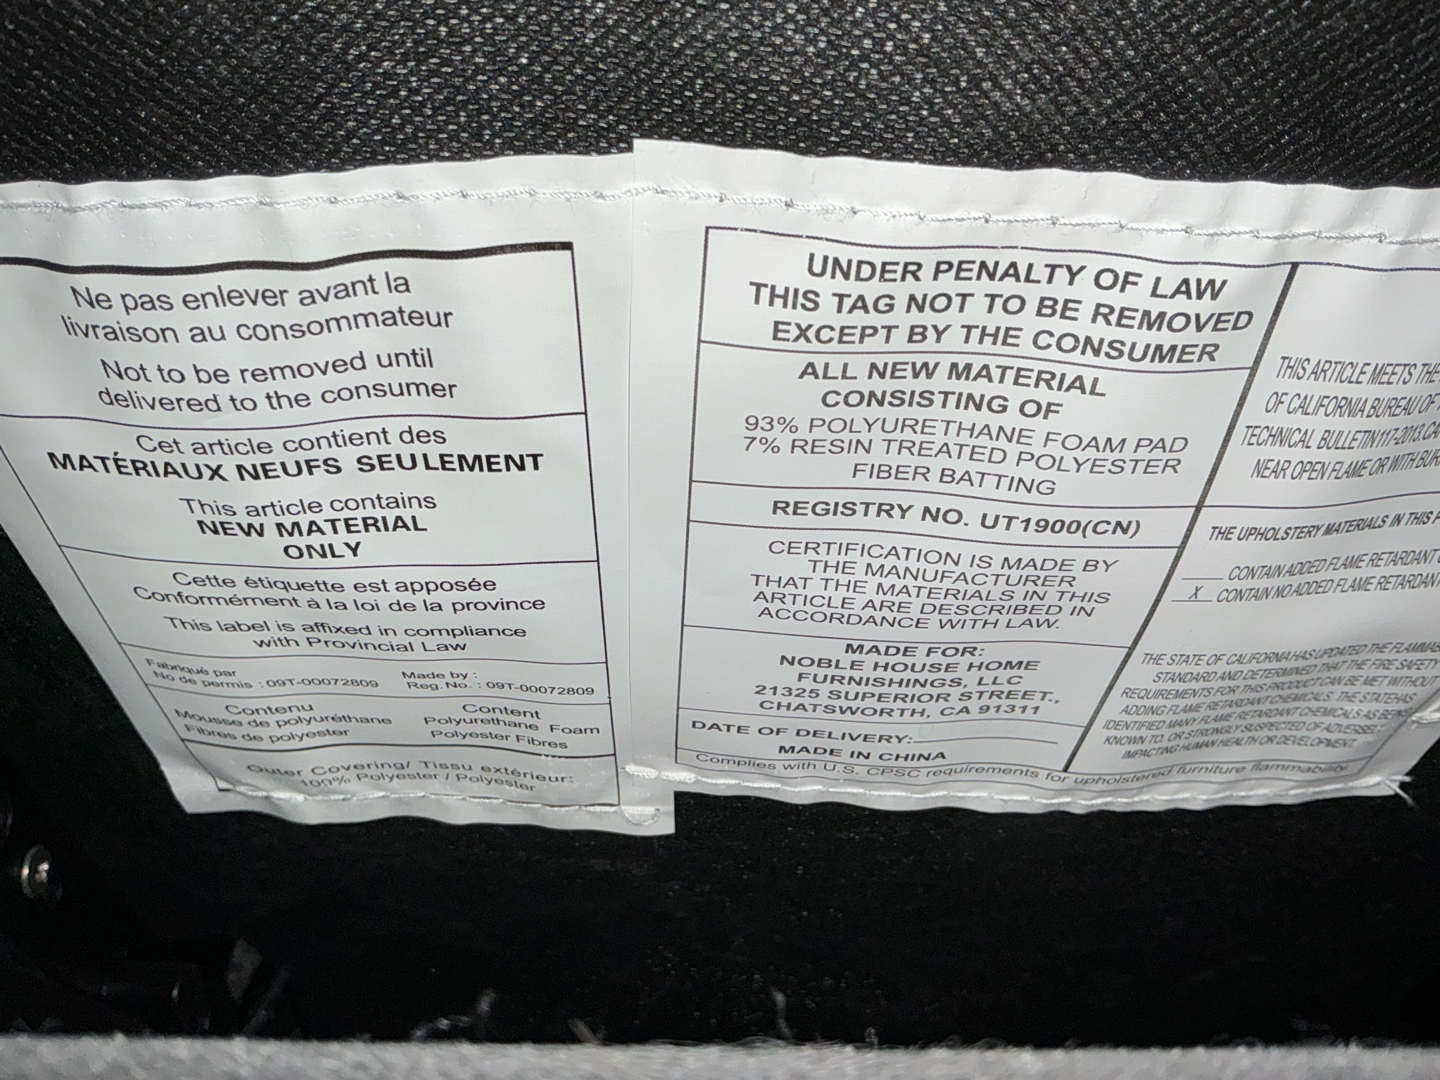 Ne pas enlever avant la
livraison au consommateur
Not to be removed until
delivered to the consumer
Cet article contient des
MATÉRIAUX NEUFS SEULEMENT
This article contains
NEW MATERIAL
ONLY
Cette étiquette est apposée
Conformément à la loi de la province
This label is affixed in compliance
with Provincial Law
Fabriqué par
No de permis : 09T-00072809
Made by :
Reg. No. : 09T-00072809
Contenu
Mousse de polyuréthane
Fibres de polyester
Content
Polyurethane Foam
Polyester Fibres
Outer Covering/ Tissu extérieur:
100% Polyester / Polyester
UNDER PENALTY OF LAW
THIS TAG NOT TO BE REMOVED
EXCEPT BY THE CONSUMER
ALL NEW MATERIAL
CONSISTING OF
93% POLYURETHANE FOAM PAD
7% RESIN TREATED POLYESTER
FIBER BATTING
REGISTRY NO. UT1900(CN)
CERTIFICATION IS MADE BY
THE MANUFACTURER
THAT THE MATERIALS IN THIS
ARTICLE ARE DESCRIBED IN
ACCORDANCE WITH LAW.
MADE FOR:
NOBLE HOUSE HOME
FURNISHINGS, LLC
21325 SUPERIOR STREET.,
CHATSWORTH, CA 91311
DATE OF DELIVERY:
MADE IN CHINA
Complies with U.S. CPSC requirements for upholstered furniture flammability.
THIS ARTICLE MEETS THE
OF CALIFORNIA BUREAU OF
TECHNICAL BULLETIN 117-2013. CA
NEAR OPEN FLAME OR WITH BUR
THE UPHOLSTERY MATERIALS IN THIS P
CONTAIN ADDED FLAME RETARDANT
X CONTAIN NO ADDED FLAME RETARDAN
THE STATE OF CALIFORNIA HAS UPDATED THE FLAMMAB
STANDARD AND DETERMINED THAT THE FIRE SAFETY
REQUIREMENTS FOR THIS PRODUCT CAN BE MET WITHOUT
ADDING FLAME RETARDANT CHEMICALS. THE STATE HAS
IDENTIFIED MANY FLAME RETARDANT CHEMICALS AS BEING
KNOWN TO, OR STRONGLY SUSPECTED OF, ADVERSELY
IMPACTING HUMAN HEALTH OR DEVELOPMENT.